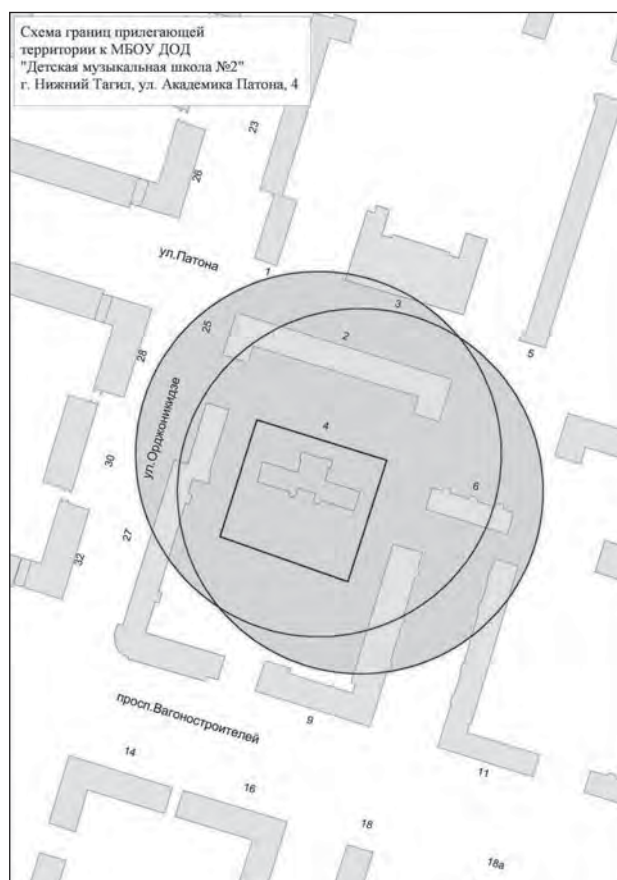 Схема границ прилегающей
территории к МБОУ ДОД
"Детская музыкальная школа №2"
г. Нижний Тагил, ул. Академика Патона, 4
23
26
ул.Патона
1
3
25
2
5
28
ул.Орджоникидзе
4
30
6
27
32
просп.Вагоностроителей
9
14
11
16
18
18а